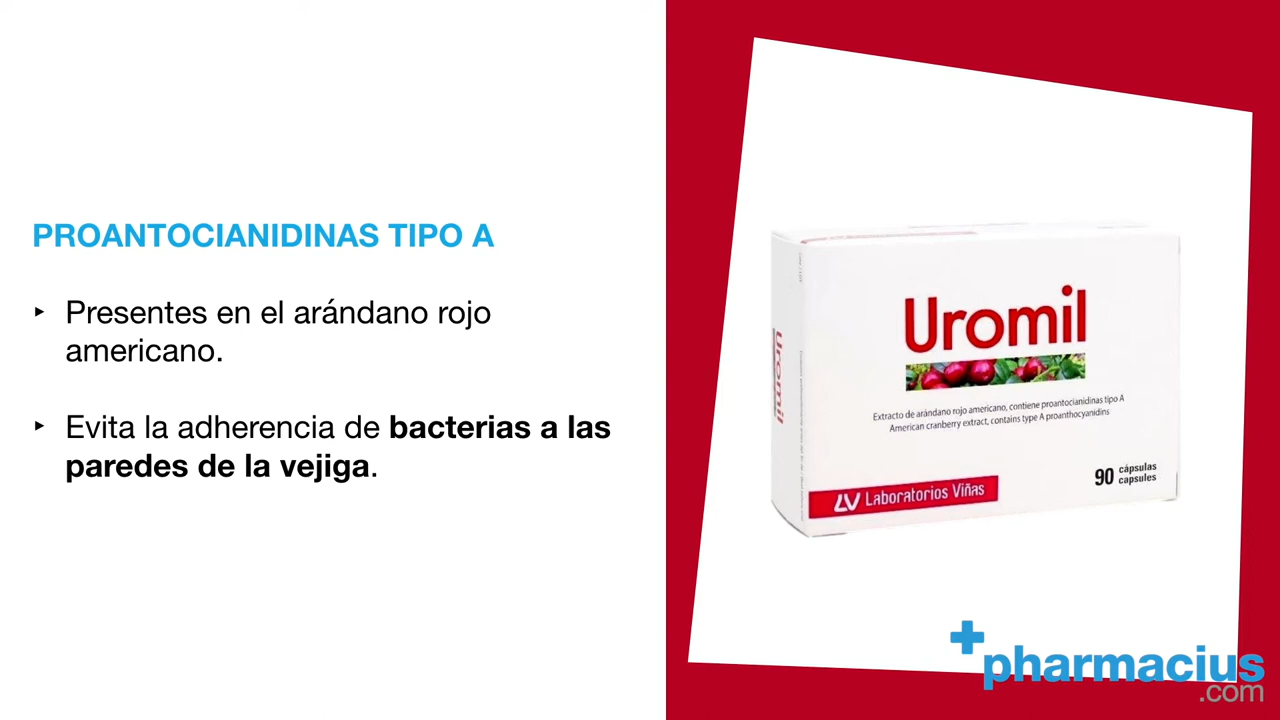 PROANTOCIANIDINAS TIPO A
‣ Presentes en el arándano rojo
americano.
‣ Evita la adherencia de bacterias a las
paredes de la vejiga.
Uromil
Uromil
Extracto de arándano rojo americano, contiene proantocianidinas tipo A
American cranberry extract, contains type A proanthocyanidins
90 cápsulas
capsules
LV Laboratorios Viñas
pharmacius
.com